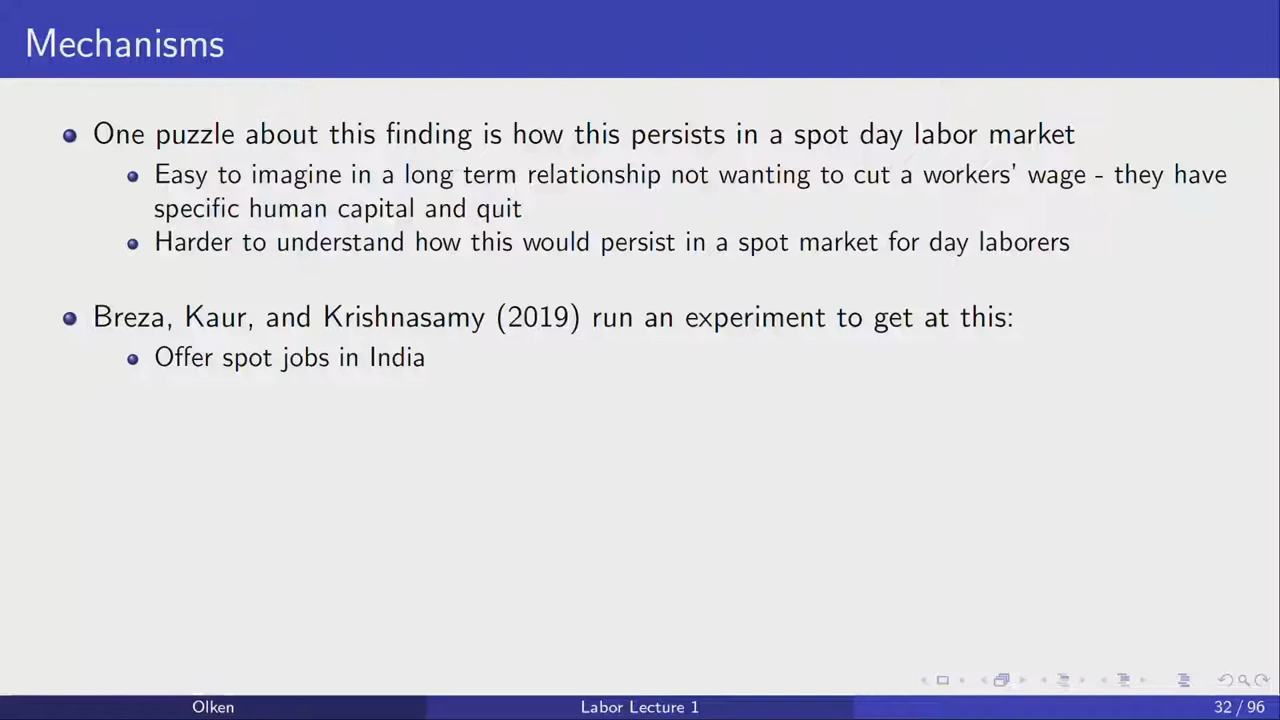 Mechanisms
One puzzle about this finding is how this persists in a spot day labor market
Easy to imagine in a long term relationship not wanting to cut a workers' wage - they have
specific human capital and quit
Harder to understand how this would persist in a spot market for day laborers
Breza, Kaur, and Krishnasamy (2019) run an experiment to get at this:
Offer spot jobs in India
Olken
Labor Lecture 1
32 / 96